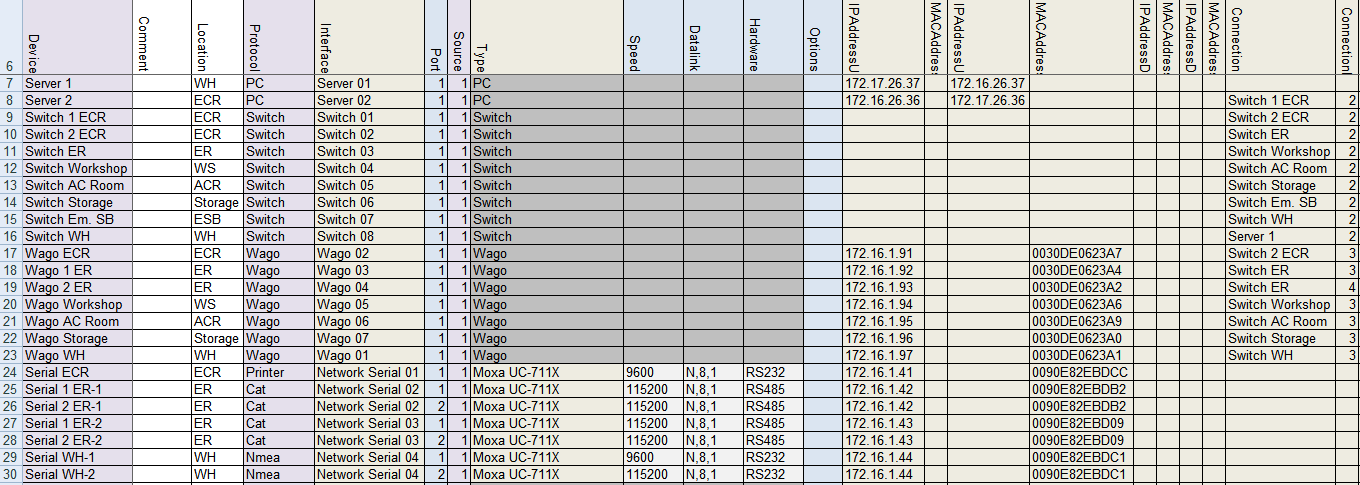 6 Device Comment Location Protocol Interface Port Source Type Speed Datalink Hardware Options IPAddressU MACAddres IPAddressU MACAddres IPAddressD MACAddres IPAddressD MACAddres Connection Connection
7 Server 1 WH PC Server 01 1 1 PC 172.17.26.37 172.16.26.37
8 Server 2 ECR PC Server 02 1 1 PC 172.16.26.36 172.17.26.36 Switch 1 ECR 2
9 Switch 1 ECR ECR Switch Switch 01 1 1 Switch Switch 2 ECR 2
10 Switch 2 ECR ECR Switch Switch 02 1 1 Switch Switch ER 2
11 Switch ER ER Switch Switch 03 1 1 Switch Switch Workshop 2
12 Switch Workshop WS Switch Switch 04 1 1 Switch Switch AC Room 2
13 Switch AC Room ACR Switch Switch 05 1 1 Switch Switch Storage 2
14 Switch Storage Storage Switch Switch 06 1 1 Switch Switch Em. SB 2
15 Switch Em. SB ESB Switch Switch 07 1 1 Switch Switch WH 2
16 Switch WH WH Switch Switch 08 1 1 Switch Server 1 2
17 Wago ECR ECR Wago Wago 02 1 1 Wago 172.16.1.91 0030DE0623A7 Switch 2 ECR 3
18 Wago 1 ER ER Wago Wago 03 1 1 Wago 172.16.1.92 0030DE0623A4 Switch ER 3
19 Wago 2 ER ER Wago Wago 04 1 1 Wago 172.16.1.93 0030DE0623A2 Switch ER 4
20 Wago Workshop WS Wago Wago 05 1 1 Wago 172.16.1.94 0030DE0623A6 Switch Workshop 3
21 Wago AC Room ACR Wago Wago 06 1 1 Wago 172.16.1.95 0030DE0623A9 Switch AC Room 3
22 Wago Storage Storage Wago Wago 07 1 1 Wago 172.16.1.96 0030DE0623A0 Switch Storage 3
23 Wago WH WH Wago Wago 01 1 1 Wago 172.16.1.97 0030DE0623A1 Switch WH 3
24 Serial ECR ECR Printer Network Serial 01 1 1 Moxa UC-711X 9600 N,8,1 RS232 172.16.1.41 0090E82EBDCC
25 Serial 1 ER-1 ER Cat Network Serial 02 1 1 Moxa UC-711X 115200 N,8,1 RS485 172.16.1.42 0090E82EBDB2
26 Serial 2 ER-1 ER Cat Network Serial 02 2 1 Moxa UC-711X 115200 N,8,1 RS485 172.16.1.42 0090E82EBDB2
27 Serial 1 ER-2 ER Cat Network Serial 03 1 1 Moxa UC-711X 115200 N,8,1 RS485 172.16.1.43 0090E82EBD09
28 Serial 2 ER-2 ER Cat Network Serial 03 2 1 Moxa UC-711X 115200 N,8,1 RS485 172.16.1.43 0090E82EBD09
29 Serial WH-1 WH Nmea Network Serial 04 1 1 Moxa UC-711X 9600 N,8,1 RS232 172.16.1.44 0090E82EBDC1
30 Serial WH-2 WH Nmea Network Serial 04 2 1 Moxa UC-711X 115200 N,8,1 RS232 172.16.1.44 0090E82EBDC1